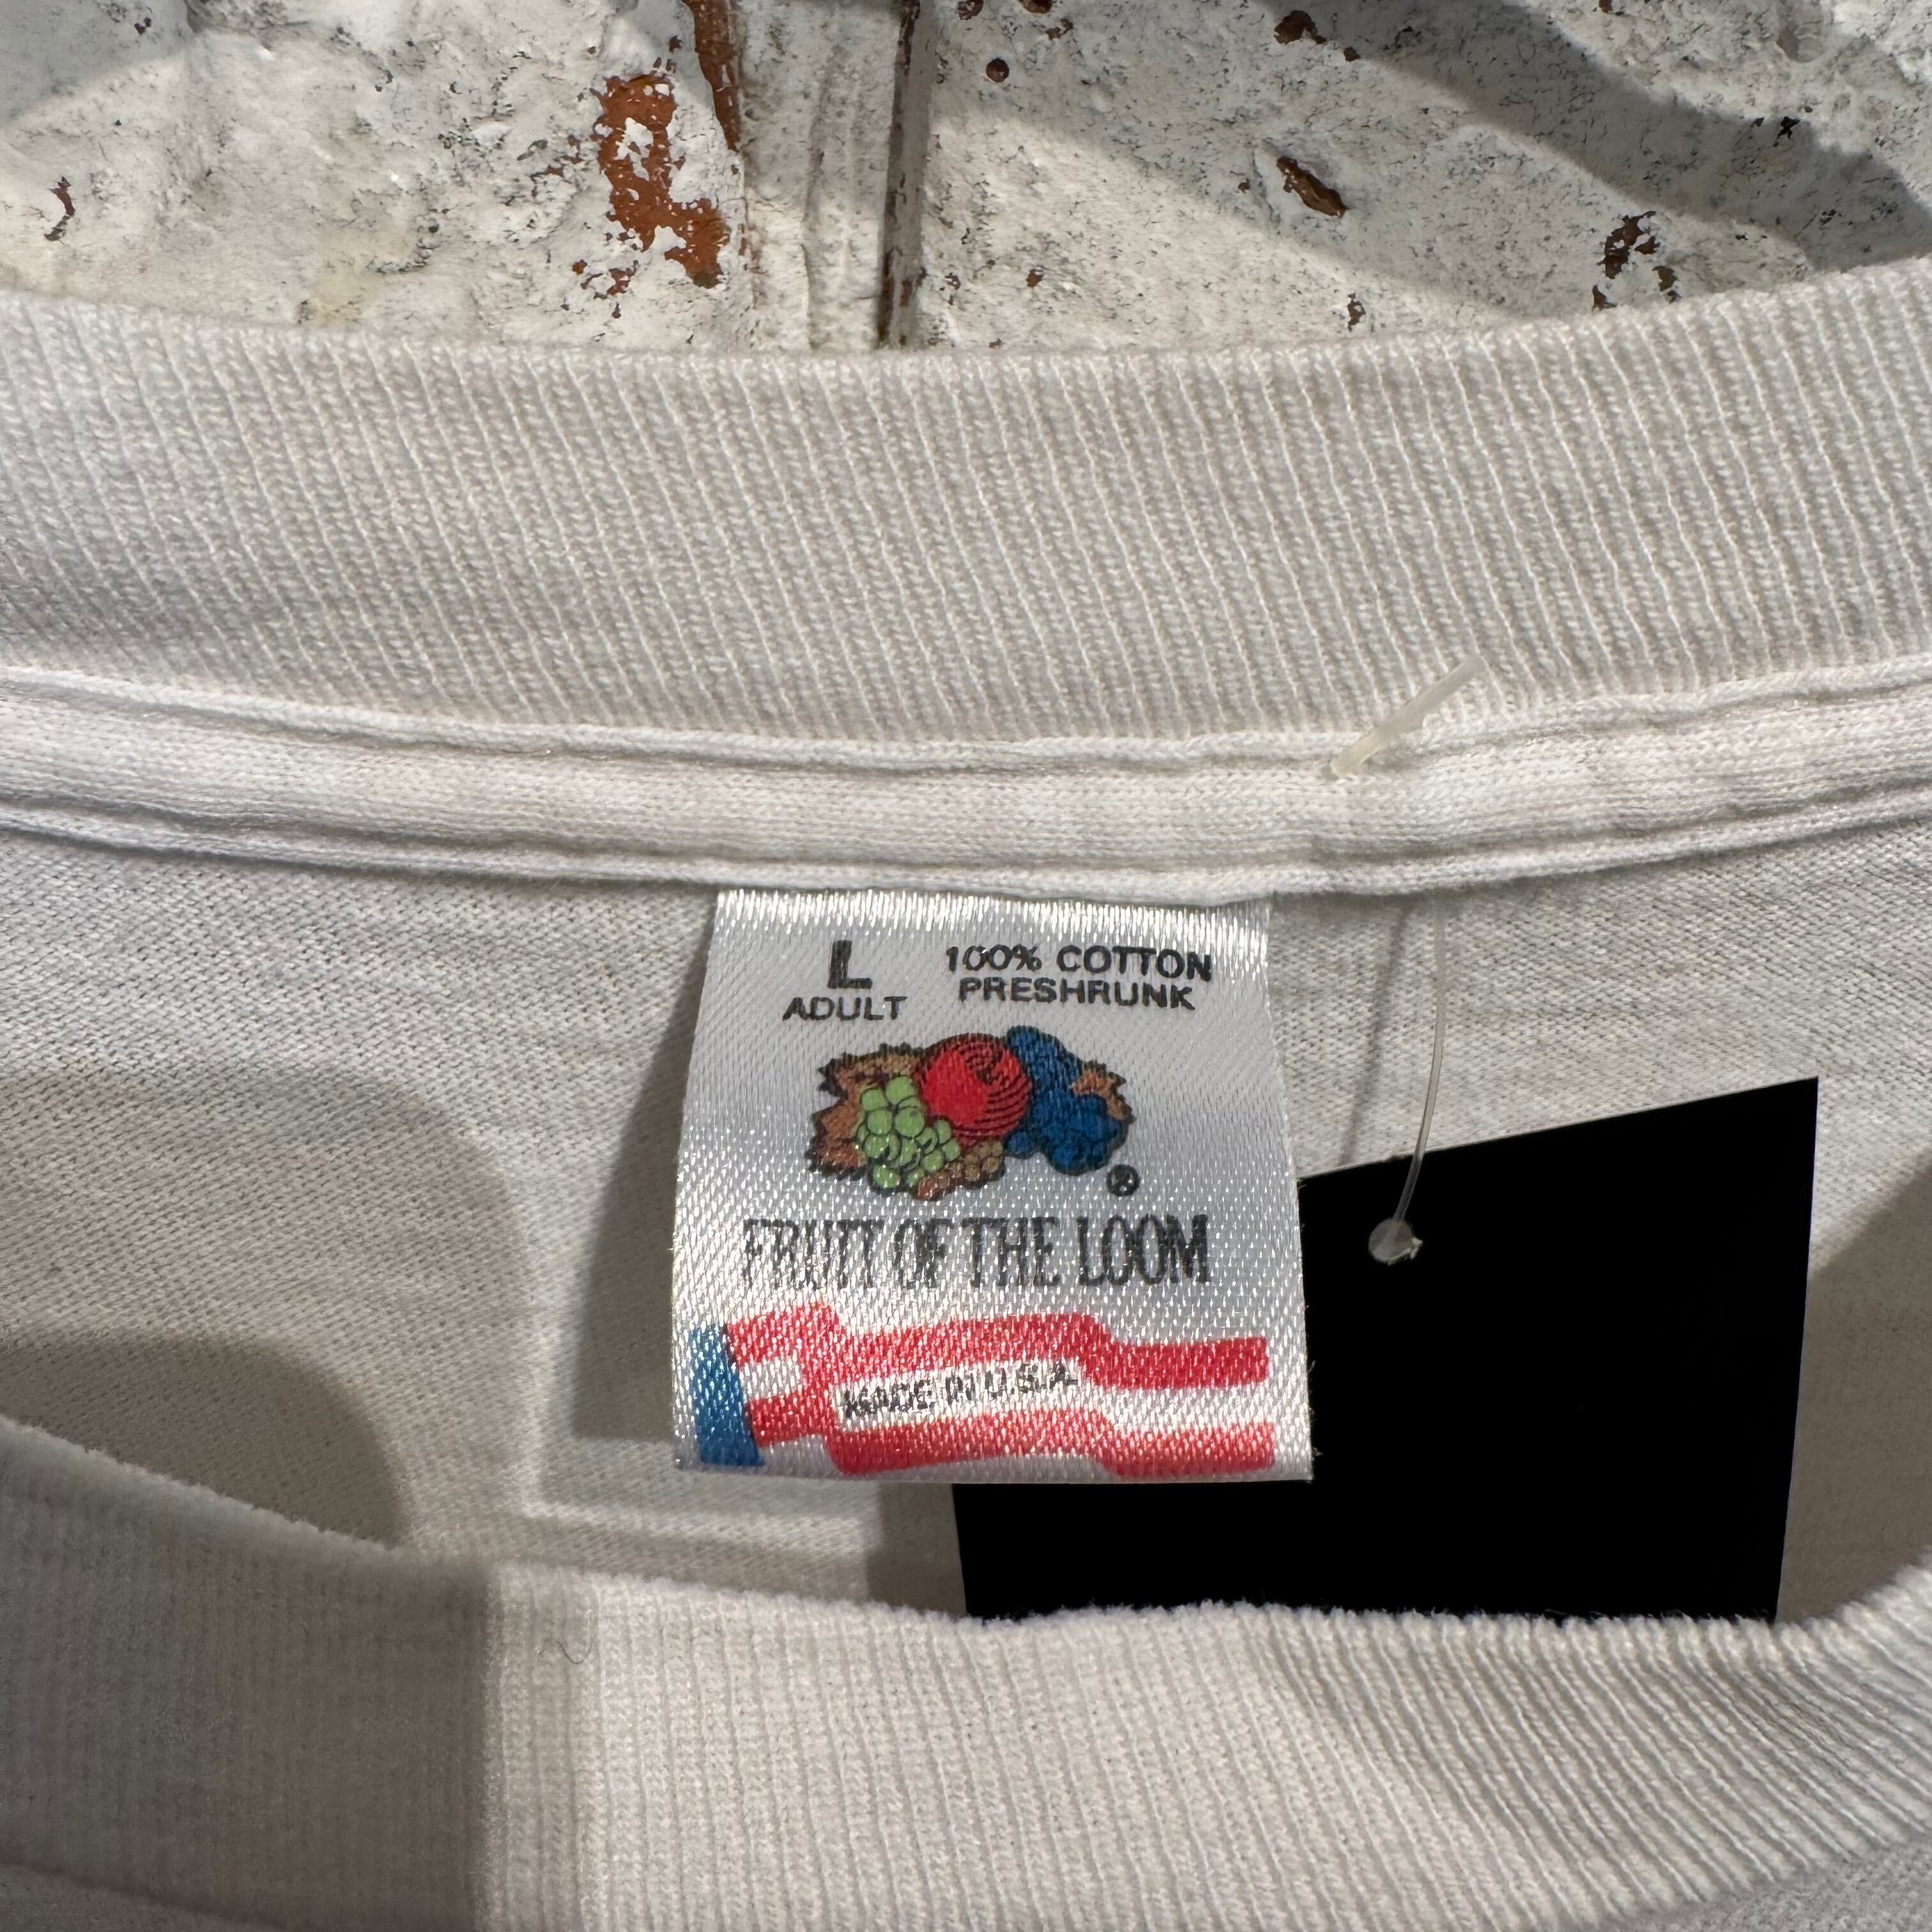 L
ADULT
100% COTTON
PRESHRUNK
®
FRUIT OF THE LOOM
MADE IN U.S.A.